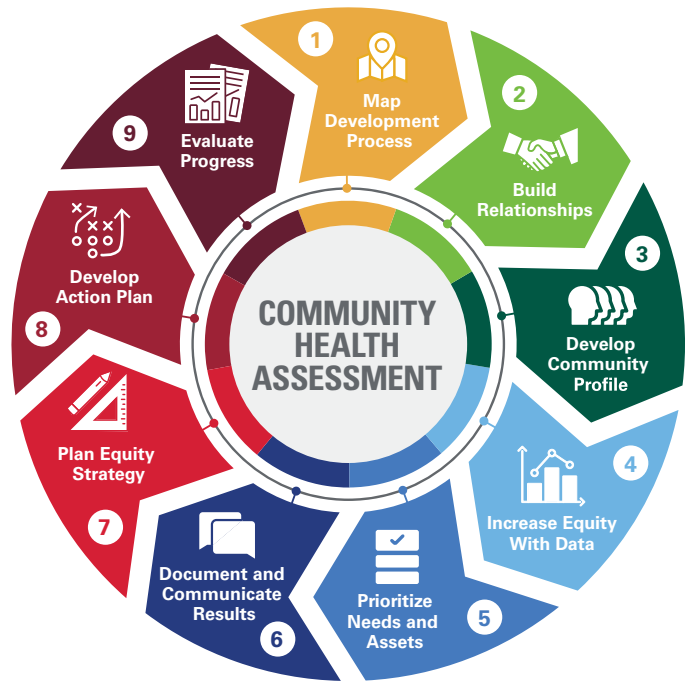 1
Map
Development
Process
2
Build
Relationships
3
Develop
Community
Profile
4
Increase Equity
With Data
5
Prioritize
Needs and
Assets
6
Document and
Communicate
Results
7
Plan Equity
Strategy
8
Develop
Action Plan
9
Evaluate
Progress
COMMUNITY
HEALTH
ASSESSMENT